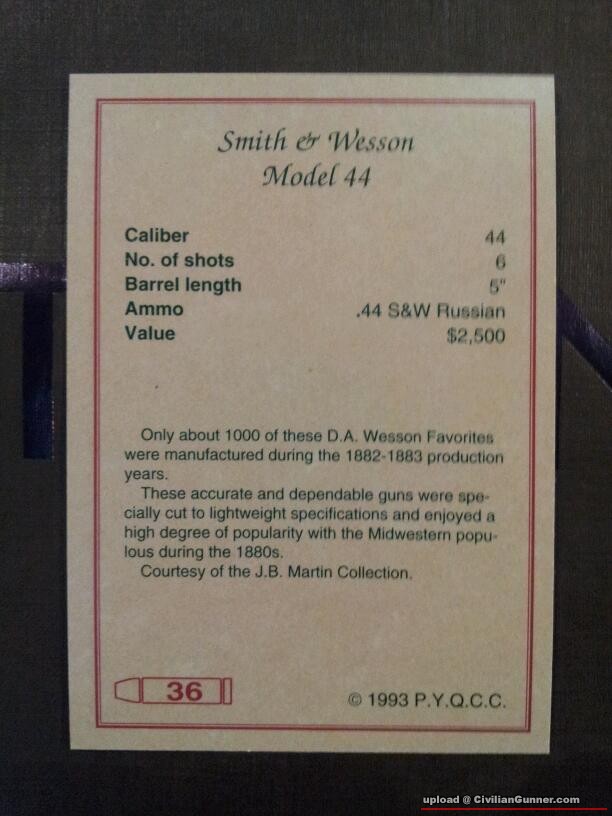 Smith & Wesson
Model 44
Caliber 44
No. of shots 6
Barrel length 5"
Ammo .44 S&W Russian
Value $2,500
Only about 1000 of these D.A. Wesson Favorites
were manufactured during the 1882-1883 production
years.
These accurate and dependable guns were spe-
cially cut to lightweight specifications and enjoyed a
high degree of popularity with the Midwestern popu-
lous during the 1880s.
Courtesy of the J.B. Martin Collection.
36
© 1993 P.Y.Q.C.C.
upload @ CivilianGunner.com